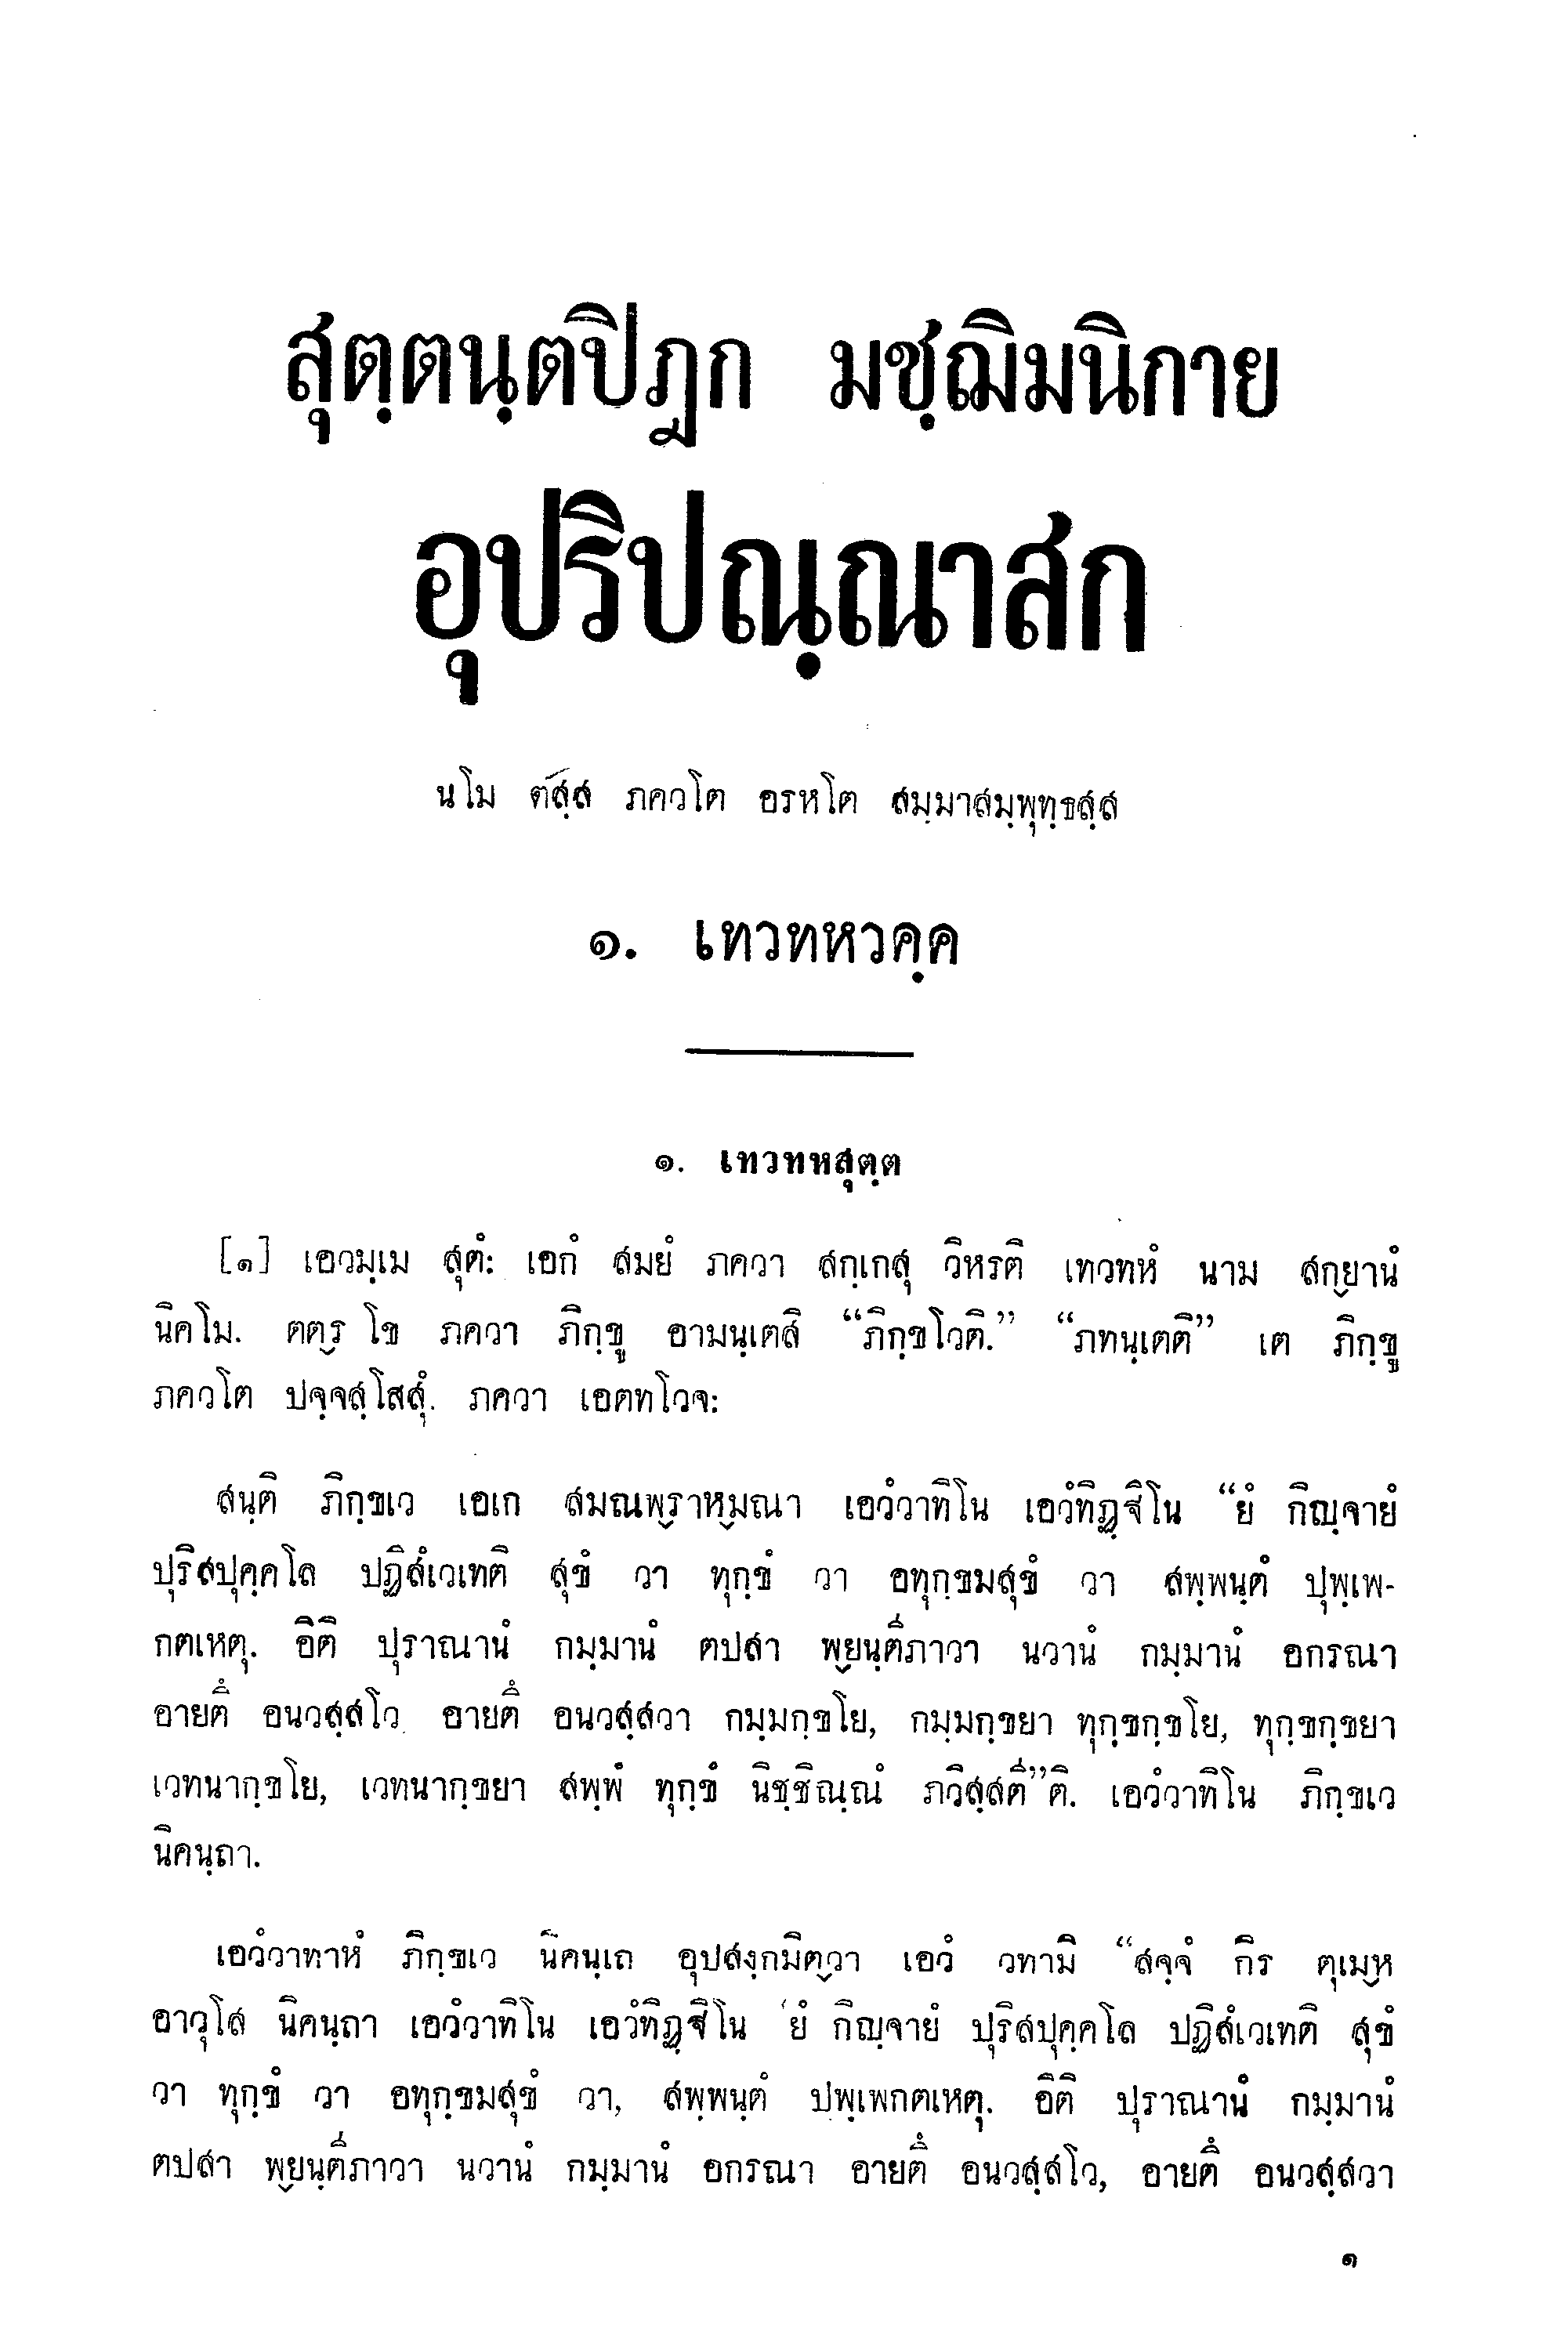 สุตฺตนฺตปิฎก มชฺฌิมนิกาย
อุปริปณฺณาสก
นโม ตสฺส ภควโต อรหโต สมฺมาสมฺพุทฺธสฺส
๑. เทวทหวคฺค
๑. เทวทหสุตฺต
[๑] เอวมฺเม สุตํ: เอกํ สมยํ ภควา สกฺเกสุ วิหรติ เทวทหํ นาม สกฺยานํ
นิคโม. ตตฺร โข ภควา ภิกฺขู อามนฺเตสิ “ภิกฺขโวติ.” “ภทนฺเตติ” เต ภิกฺขู
ภควโต ปจฺจสฺโสสุํ. ภควา เอตทโวจ:
สนฺติ ภิกฺขเว เอเก สมณพฺราหฺมณา เอวํวาทิโน เอวํทิฏฺฐิโน “ยํ กิญฺจายํ
ปุริสปุคฺคโล ปฏิสํเวเทติ สุขํ วา ทุกฺขํ วา อทุกฺขมสุขํ วา สพฺพนฺตํ ปุพฺเพ-
กตเหตุ. อิติ ปุราณานํ กมฺมานํ ตปสา พฺยนฺตีภาวา นวานํ กมฺมานํ อกรณา
อายตึ อนวสฺสโว อายตึ อนวสฺสวา กมฺมกฺขโย, กมฺมกฺขยา ทุกฺขกฺขโย, ทุกฺขกฺขยา
เวทนากฺขโย, เวทนากฺขยา สพฺพํ ทุกฺขํ นิชฺชิณฺณํ ภวิสฺสตี”ติ. เอวํวาทิโน ภิกฺขเว
นิคนฺถา.
เอวํวาทาหํ ภิกฺขเว นิคนฺเถ อุปสงฺกมิตฺวา เอวํ วทามิ “สจฺจํ กิร ตุเมฺห
อาวุโส นิคนฺถา เอวํวาทิโน เอวํทิฏฺฐิโน ‘ยํ กิญฺจายํ ปุริสปุคฺคโล ปฏิสํเวเทติ สุขํ
วา ทุกฺขํ วา อทุกฺขมสุขํ วา, สพฺพนฺตํ ปพฺเพกตเหตุ. อิติ ปุราณานํ กมฺมานํ
ตปสา พฺยนฺตีภาวา นวานํ กมฺมานํ อกรณา อายตึ อนวสฺสโว, อายตึ อนวสฺสวา
๑